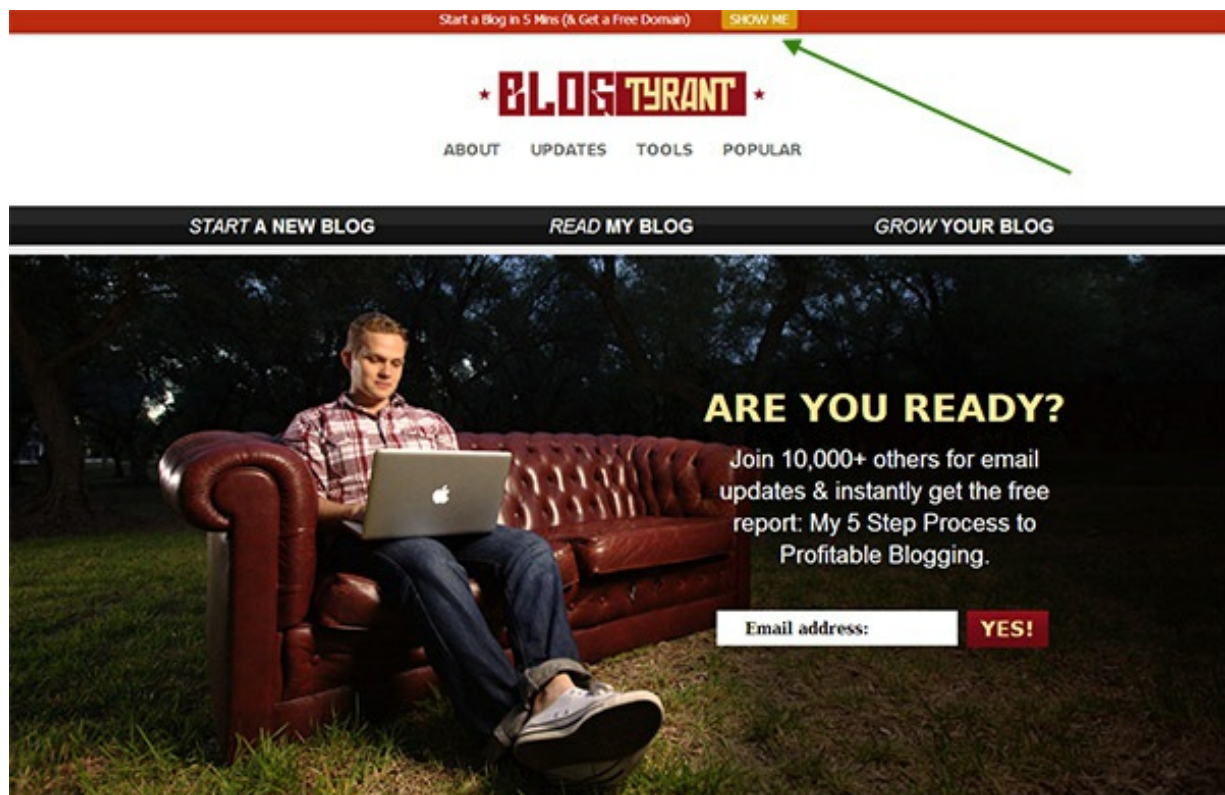 Start a Blog in 5 Mins (& Get a Free Domain) SHOW ME
BLOG TYRANT
ABOUT UPDATES TOOLS POPULAR
START A NEW BLOG READ MY BLOG GROW YOUR BLOG
ARE YOU READY?
Join 10,000+ others for email
updates & instantly get the free
report: My 5 Step Process to
Profitable Blogging.
Email address: YES!